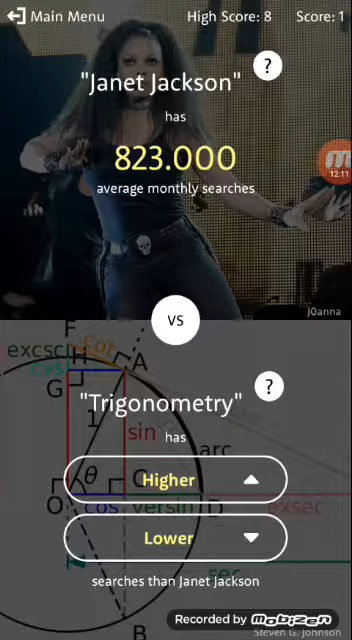 Main Menu
High Score: 8
Score: 1
?
"Janet Jackson"
has
823.000
average monthly searches
12:11
J0anna
VS
F
excsc
cot
cvs
H
A
G
?
"Trigonometry"
1
sin
has
arc
Higher
θ
C
O
cos
versin
D
exsec
Lower
sec
searches than Janet Jackson
Recorded by mobizen
B
Steven G. Johnson